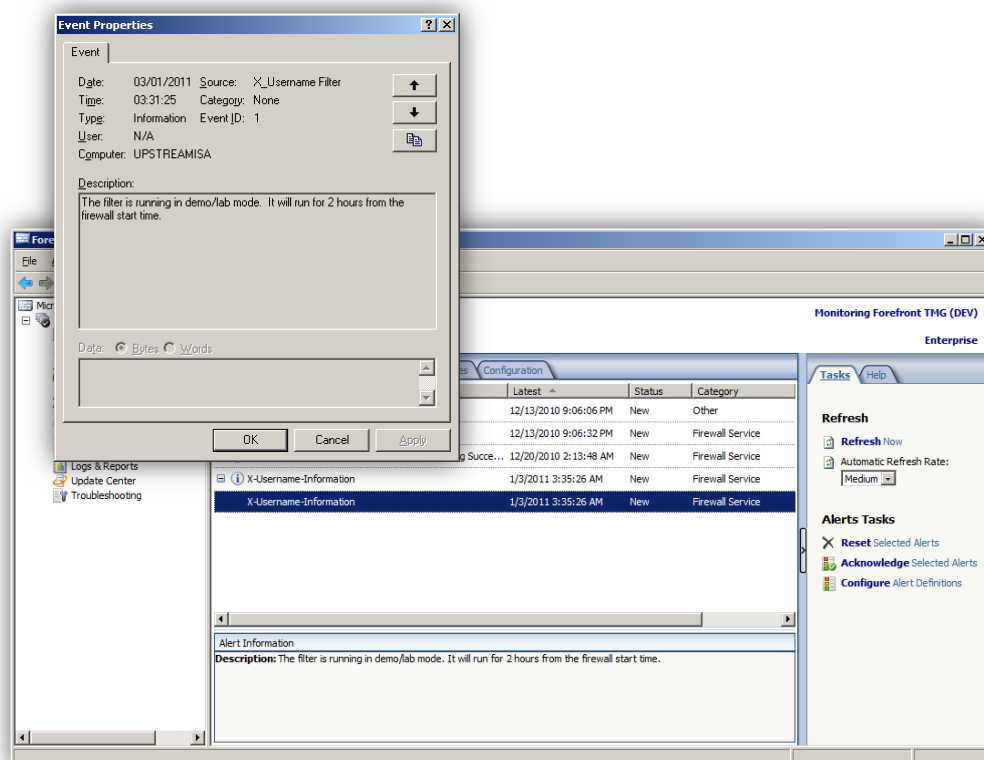 Event Properties
Event
Date: 03/01/2011 Source: X_Username Filter
Time: 03:31:25 Category: None
Type: Information Event ID: 1
User: N/A
Computer: UPSTREAMISA
Description:
The filter is running in demo/lab mode. It will run for 2 hours from the
firewall start time.
Data: Bytes Words
OK Cancel Apply
Fore
File
Micr
Monitoring Forefront TMG (DEV)
Enterprise
Configuration
Tasks Help
Latest Status Category
12/13/2010 9:06:06 PM New Other
12/13/2010 9:06:32 PM New Firewall Service
g Succe... 12/20/2010 2:13:48 AM New Firewall Service
X-Username-Information 1/3/2011 3:35:26 AM New Firewall Service
X-Username-Information 1/3/2011 3:35:26 AM New Firewall Service
Logs & Reports
Update Center
Troubleshooting
Refresh
Refresh Now
Automatic Refresh Rate:
Medium
Alerts Tasks
Reset Selected Alerts
Acknowledge Selected Alerts
Configure Alert Definitions
Alert Information
Description: The filter is running in demo/lab mode. It will run for 2 hours from the firewall start time.